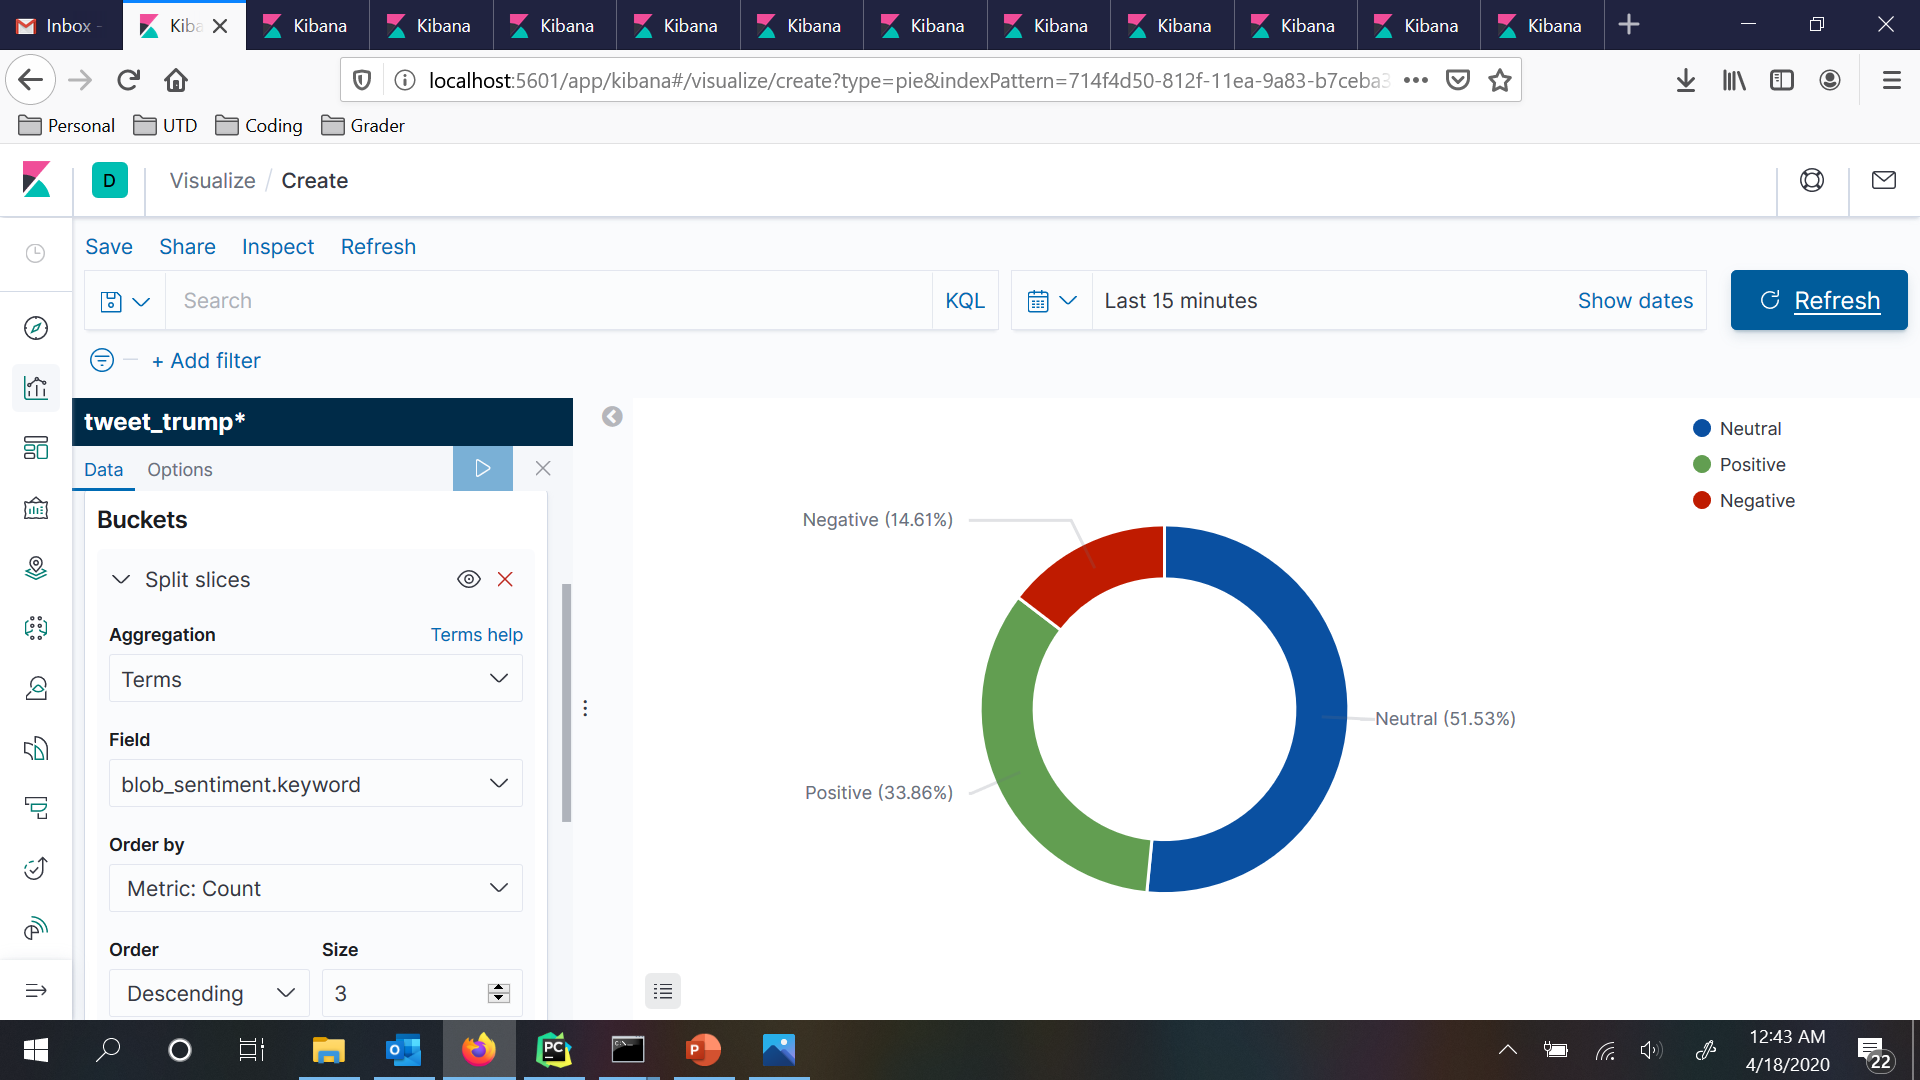 Inbox -
Kiba
Kibana
Kibana
Kibana
Kibana
Kibana
Kibana
Kibana
Kibana
Kibana
Kibana
Kibana
localhost:5601/app/kibana#/visualize/create?type=pie&indexPattern=714f4d50-812f-11ea-9a83-b7ceba3
Personal
UTD
Coding
Grader
D
Visualize / Create
Save
Share
Inspect
Refresh
Search
KQL
Last 15 minutes
Show dates
Refresh
+ Add filter
tweet_trump*
Data
Options
Buckets
Split slices
Aggregation
Terms help
Terms
Field
blob_sentiment.keyword
Order by
Metric: Count
Order
Size
Descending
3
Neutral
Positive
Negative
Negative (14.61%)
Neutral (51.53%)
Positive (33.86%)
12:43 AM
4/18/2020
22